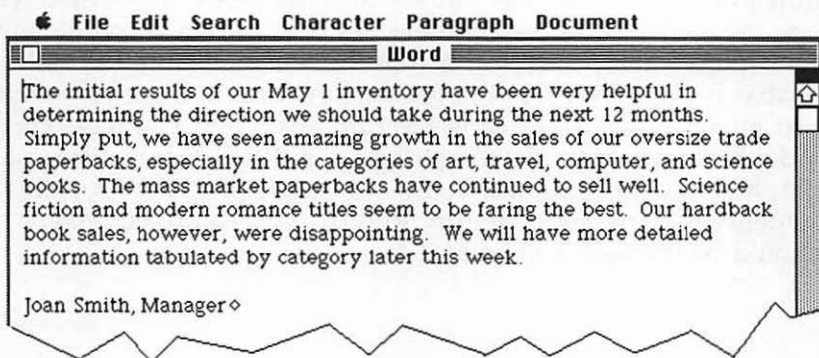 File Edit Search Character Paragraph Document
Word
The initial results of our May 1 inventory have been very helpful in
determining the direction we should take during the next 12 months.
Simply put, we have seen amazing growth in the sales of our oversize trade
paperbacks, especially in the categories of art, travel, computer, and science
books. The mass market paperbacks have continued to sell well. Science
fiction and modern romance titles seem to be faring the best. Our hardback
book sales, however, were disappointing. We will have more detailed
information tabulated by category later this week.
Joan Smith, Manager◇